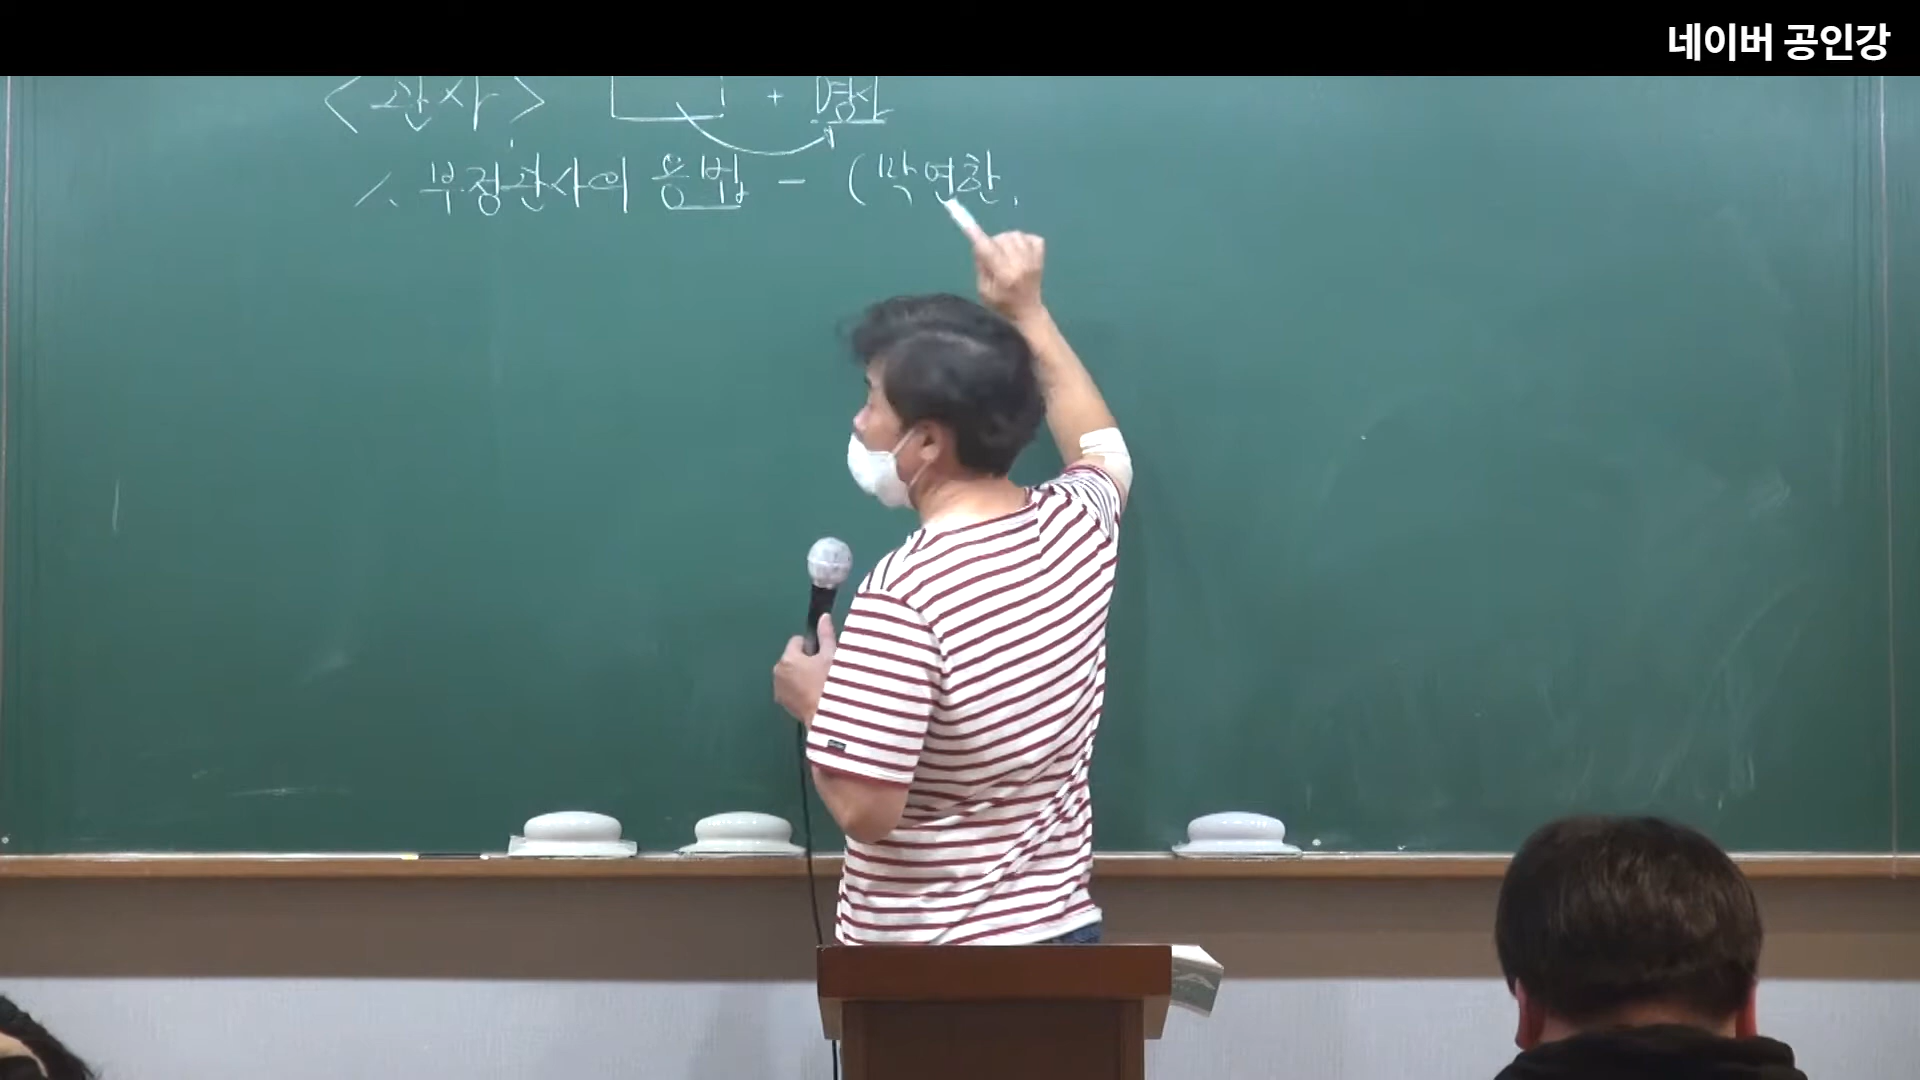 네이버 공인강
<관사> + 명사
1. 부정관사의 용법 - (막연한,